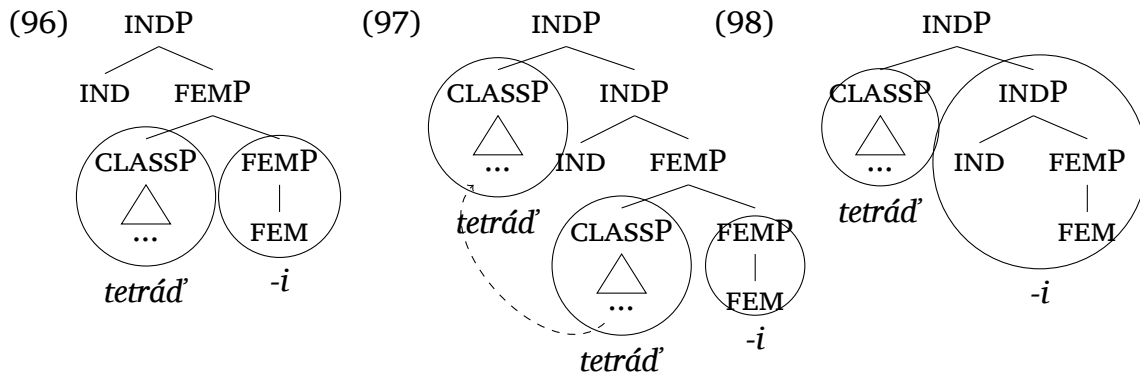 (96) INDP (97) INDP (98) INDP
IND FEMP CLASSP INDP CLASSP INDP
CLASSP FEMP ... IND FEMP ... IND FEMP
... FEM tetráď CLASSP FEMP tetráď FEM
tetráď -i ... FEM -i
tetráď -i